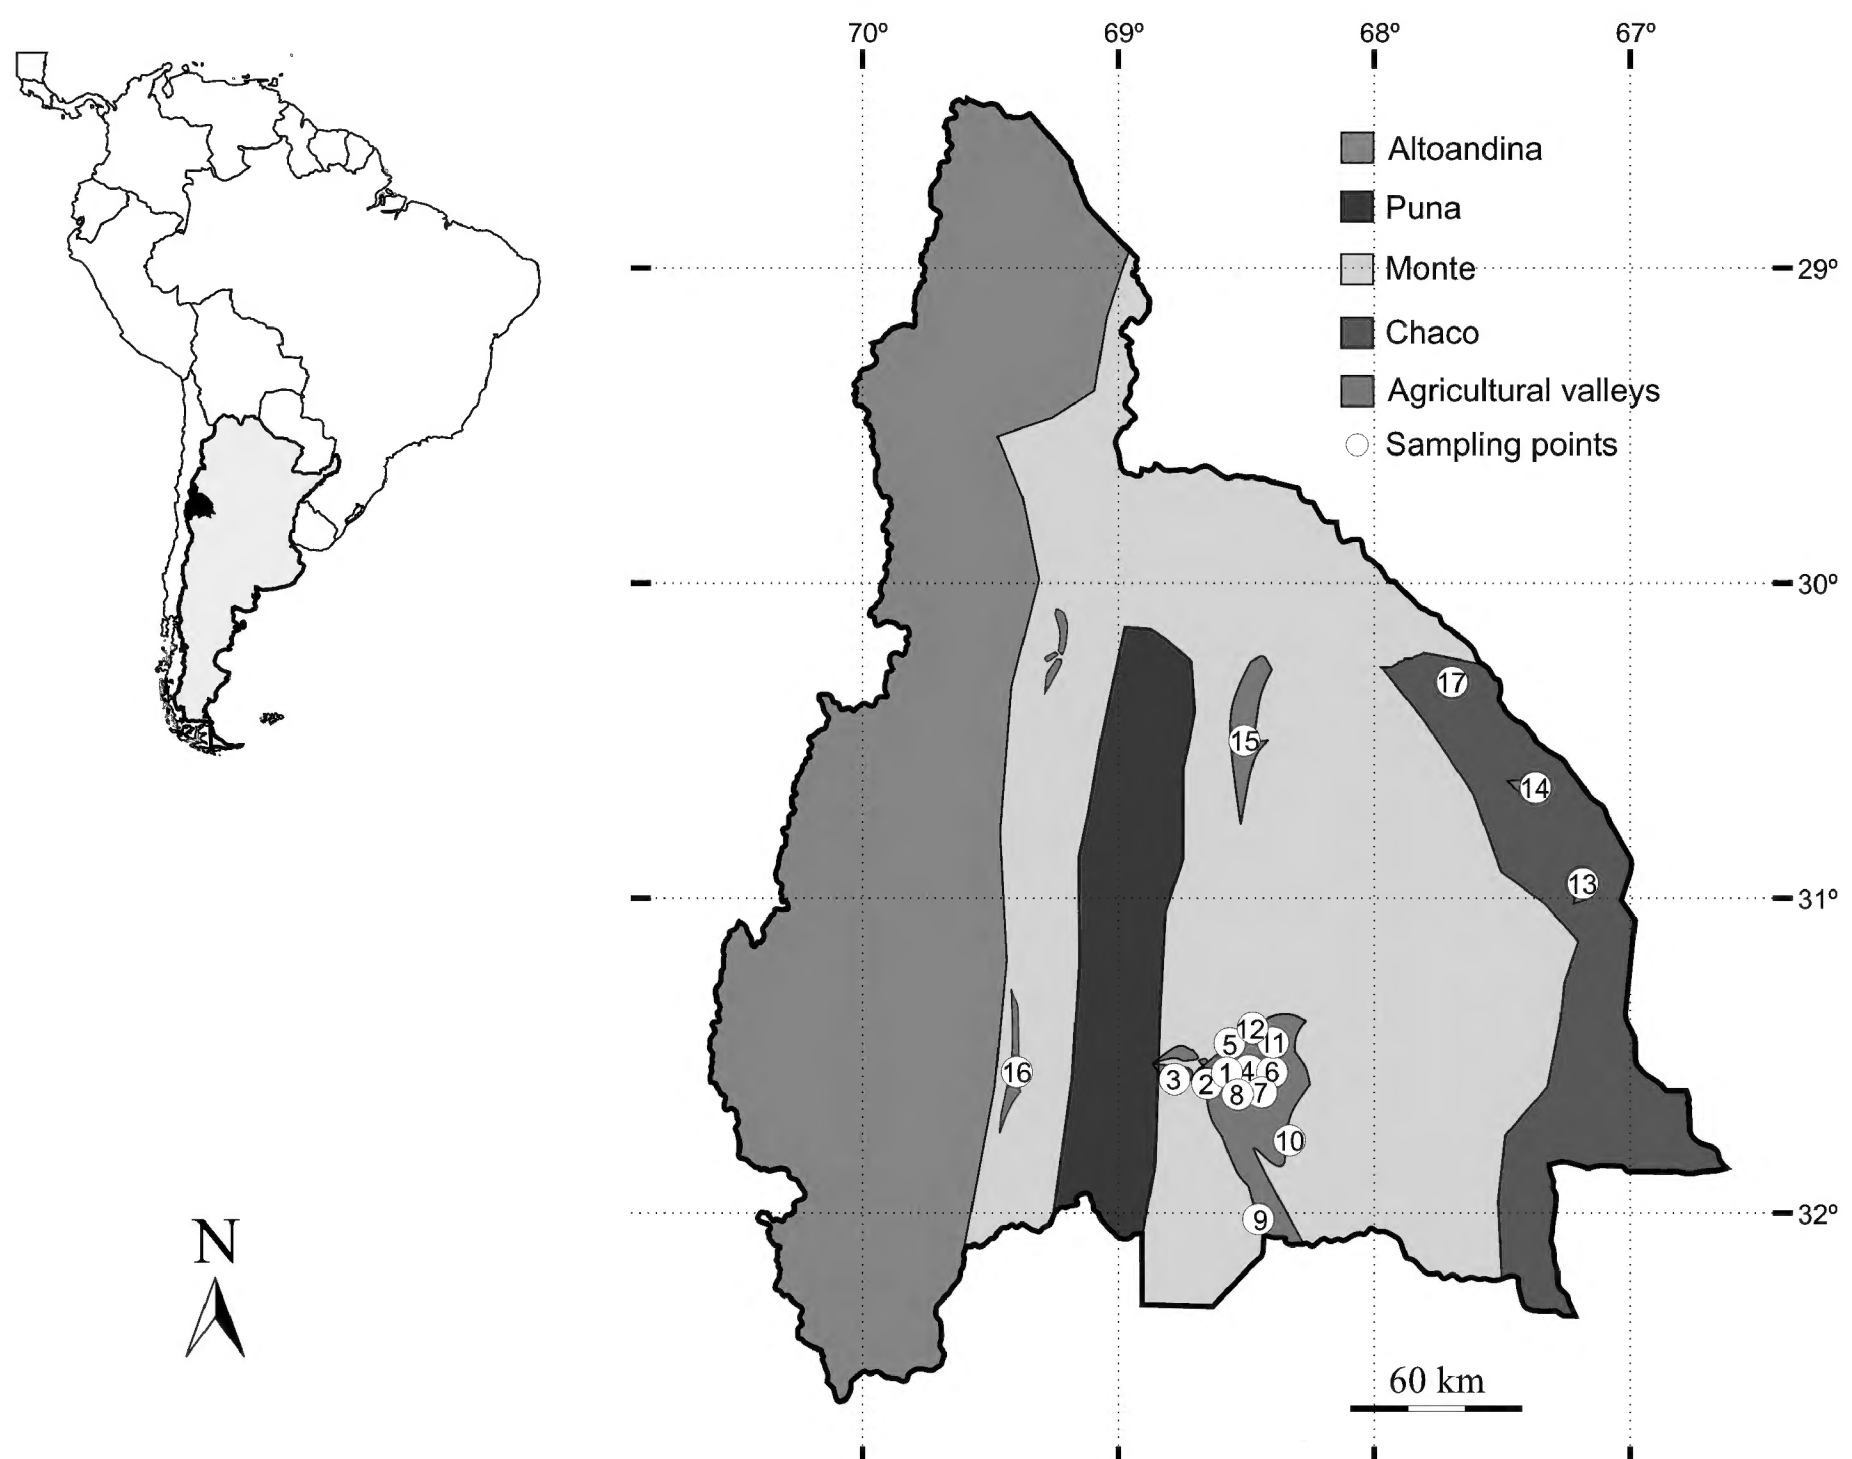 70º 69º 68º 67º
Altoandina
Puna
Monte
29º
Chaco
Agricultural valleys
Sampling points
30º
17
15
14
13
31º
12
5 11
16 3 2 1 4 6
8 7
10
32º
9
N
60 km